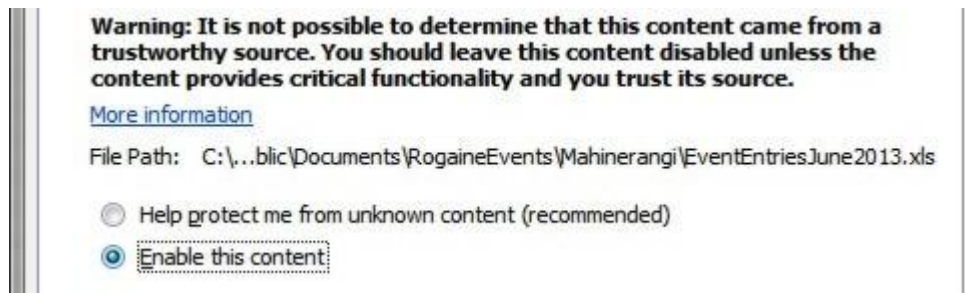 Warning: It is not possible to determine that this content came from a
trustworthy source. You should leave this content disabled unless the
content provides critical functionality and you trust its source.
More information
File Path: C:\...blic\Documents\RogaineEvents\Mahinerangi\EventEntriesJune2013.xls
Help protect me from unknown content (recommended)
Enable this content